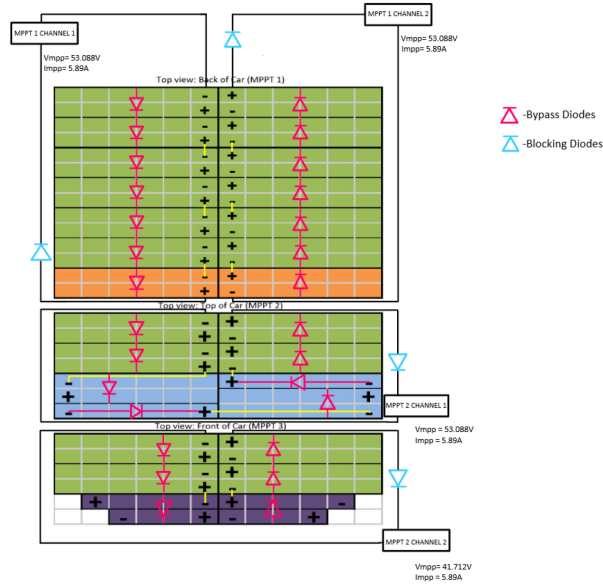 MPPT 1 CHANNEL 1
MPPT 1 CHANNEL 2
Vmpp= 53.088V
Impp= 5.89A
Vmpp= 53.088V
Impp= 5.89A
Top view: Back of Car (MPPT 1)
-Bypass Diodes
-Blocking Diodes
Top view: Top of Car (MPPT 2)
MPPT 2 CHANNEL 1
Top view: Front of Car (MPPT 3)
Vmpp = 53.088V
Impp = 5.89A
MPPT 2 CHANNEL 2
Vmpp= 41.712V
Impp = 5.89A